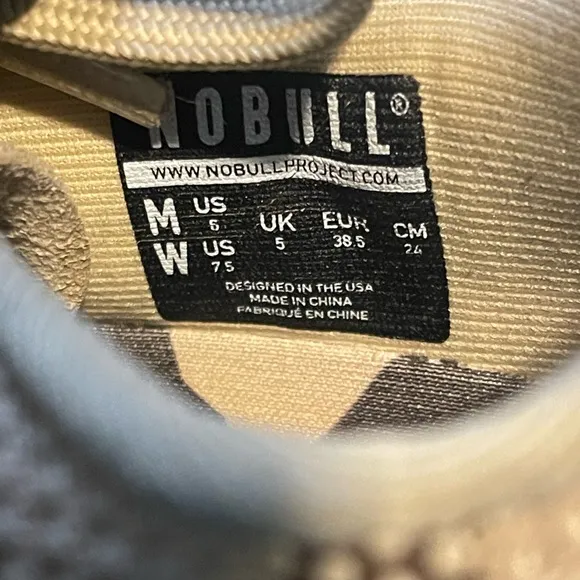 NOBULL®
WWW.NOBULLPROJECT.COM
M US 6 UK 5 EUR 38.5 CM 24
W US 7.5
DESIGNED IN THE USA
MADE IN CHINA
FABRIQUÉ EN CHINE